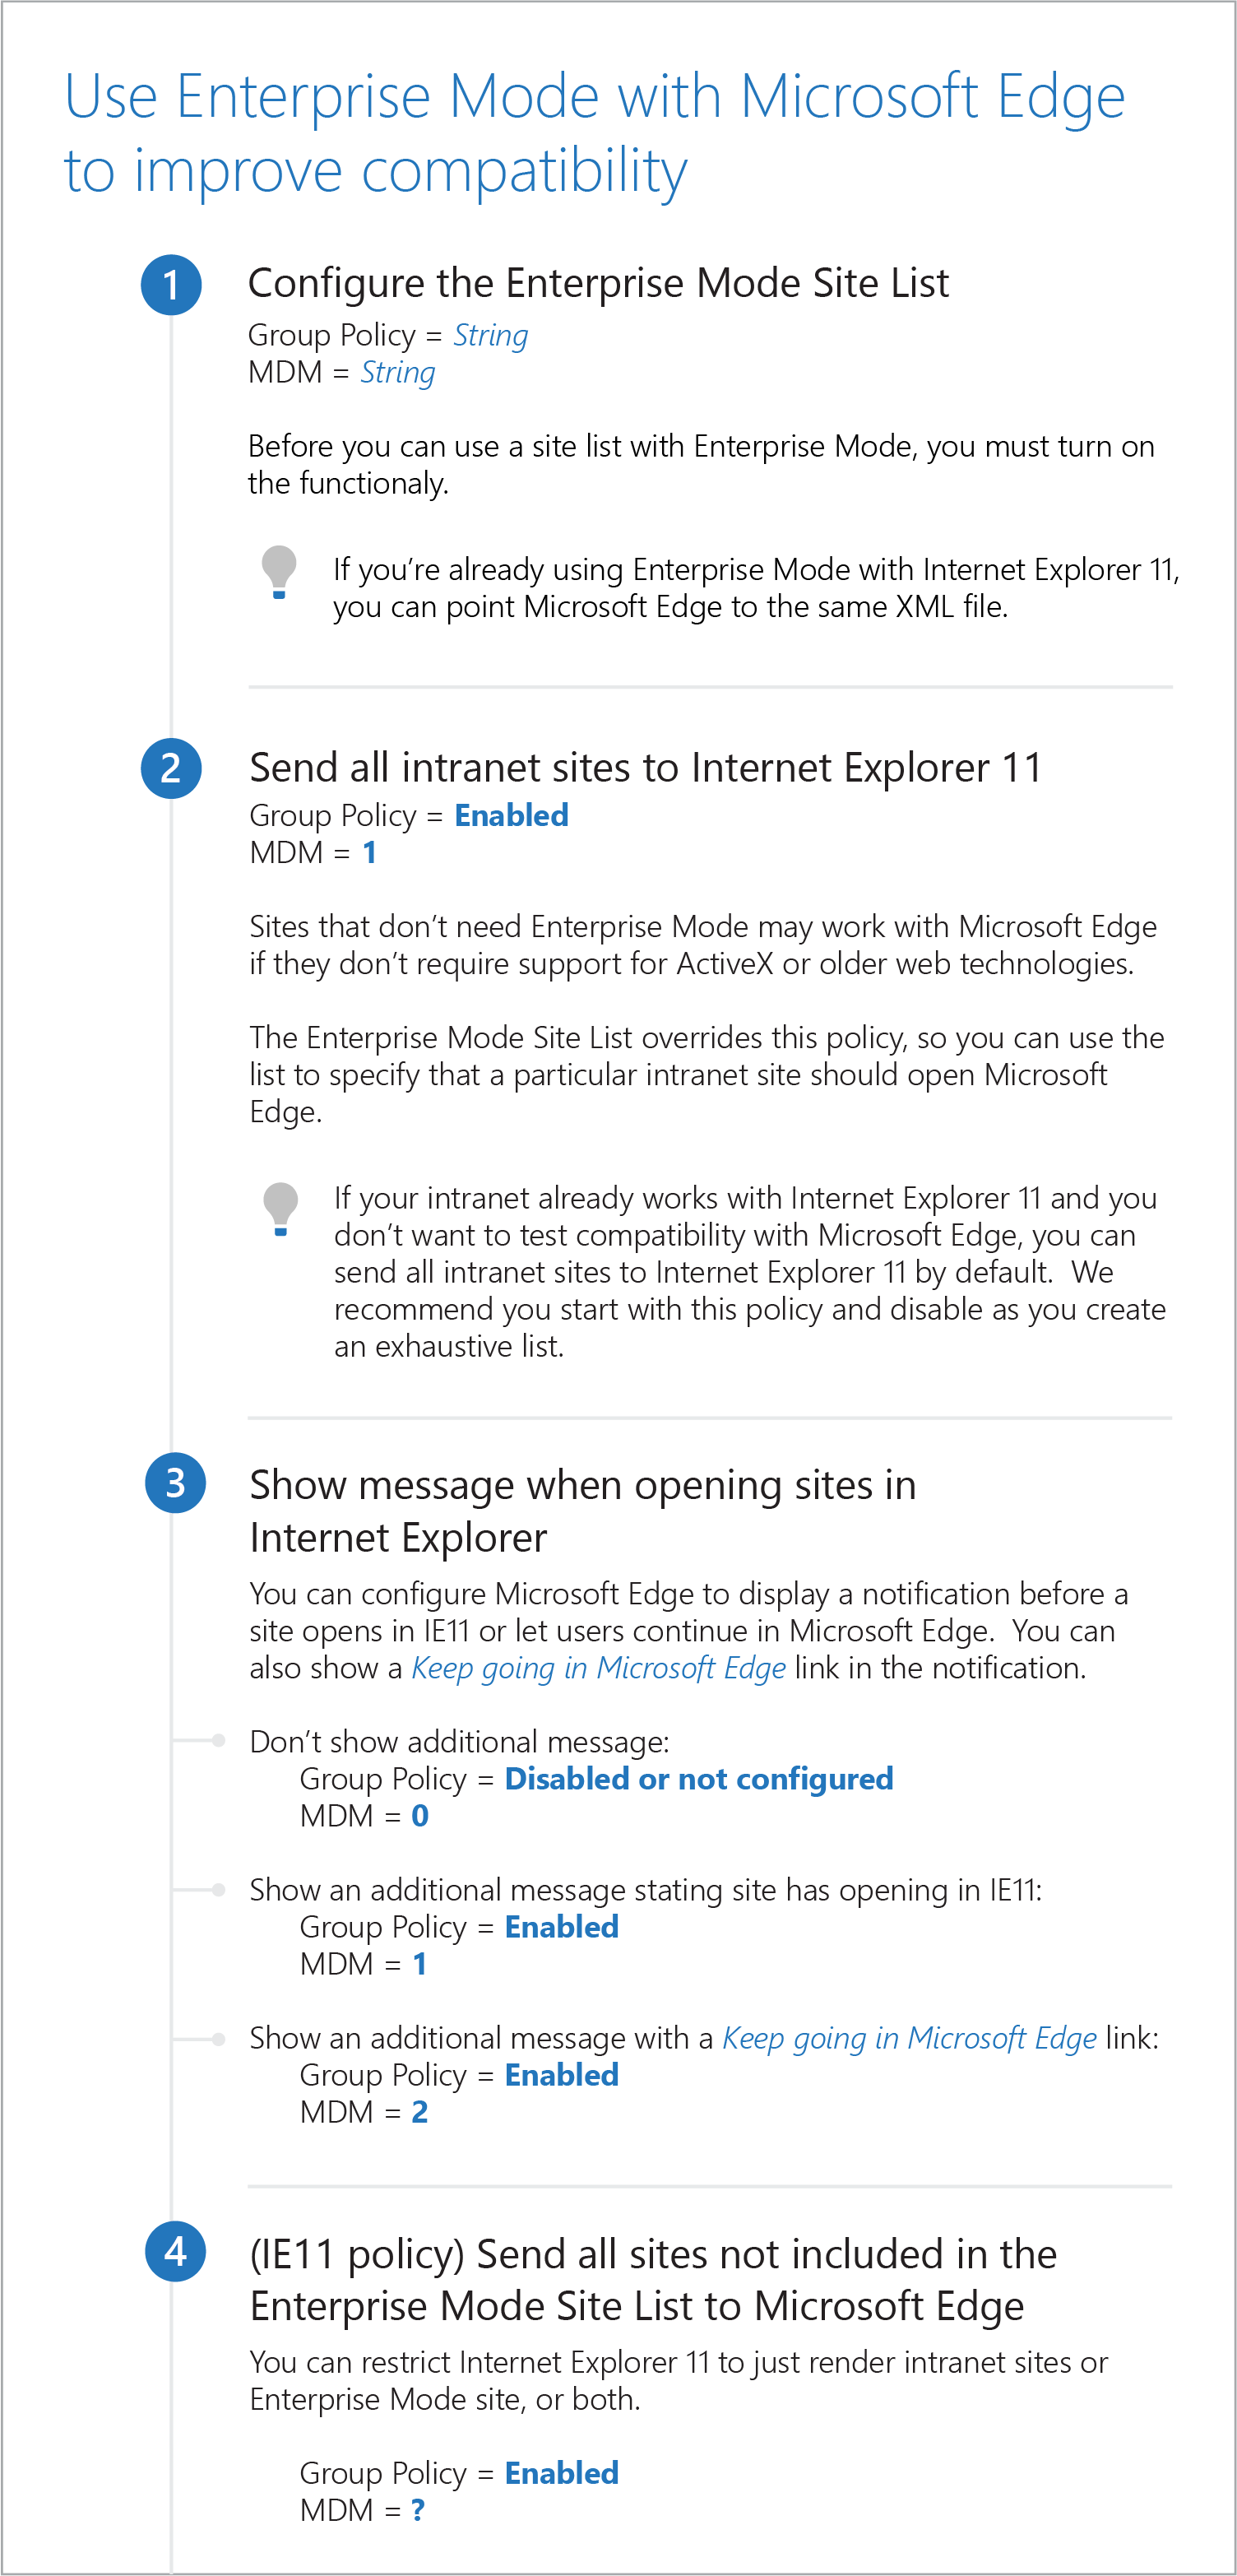 Use Enterprise Mode with Microsoft Edge
to improve compatibility
1
Configure the Enterprise Mode Site List
Group Policy = String
MDM = String
Before you can use a site list with Enterprise Mode, you must turn on
the functionaly.
If you’re already using Enterprise Mode with Internet Explorer 11,
you can point Microsoft Edge to the same XML file.
2
Send all intranet sites to Internet Explorer 11
Group Policy = Enabled
MDM = 1
Sites that don’t need Enterprise Mode may work with Microsoft Edge
if they don’t require support for ActiveX or older web technologies.
The Enterprise Mode Site List overrides this policy, so you can use the
list to specify that a particular intranet site should open Microsoft
Edge.
If your intranet already works with Internet Explorer 11 and you
don’t want to test compatibility with Microsoft Edge, you can
send all intranet sites to Internet Explorer 11 by default.  We
recommend you start with this policy and disable as you create
an exhaustive list.
3
Show message when opening sites in
Internet Explorer
You can configure Microsoft Edge to display a notification before a
site opens in IE11 or let users continue in Microsoft Edge.  You can
also show a Keep going in Microsoft Edge link in the notification.
Don’t show additional message:
Group Policy = Disabled or not configured
MDM = 0
Show an additional message stating site has opening in IE11:
Group Policy = Enabled
MDM = 1
Show an additional message with a Keep going in Microsoft Edge link:
Group Policy = Enabled
MDM = 2
4
(IE11 policy) Send all sites not included in the
Enterprise Mode Site List to Microsoft Edge
You can restrict Internet Explorer 11 to just render intranet sites or
Enterprise Mode site, or both.
Group Policy = Enabled
MDM = ?